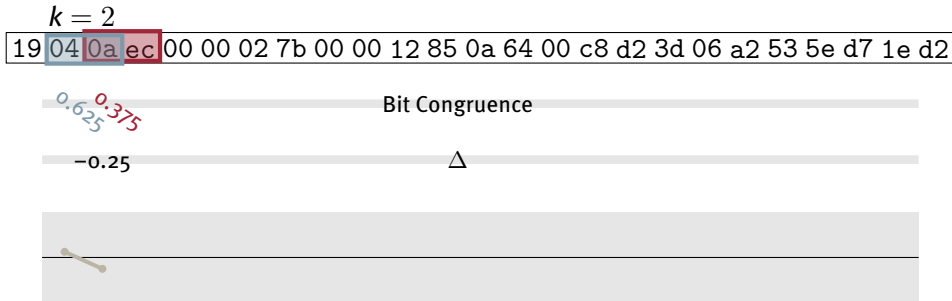 k = 2
19 04 0a ec 00 00 02 7b 00 00 12 85 0a 64 00 c8 d2 3d 06 a2 53 5e d7 1e d2
0.625 0.375 Bit Congruence
−0.25 Δ